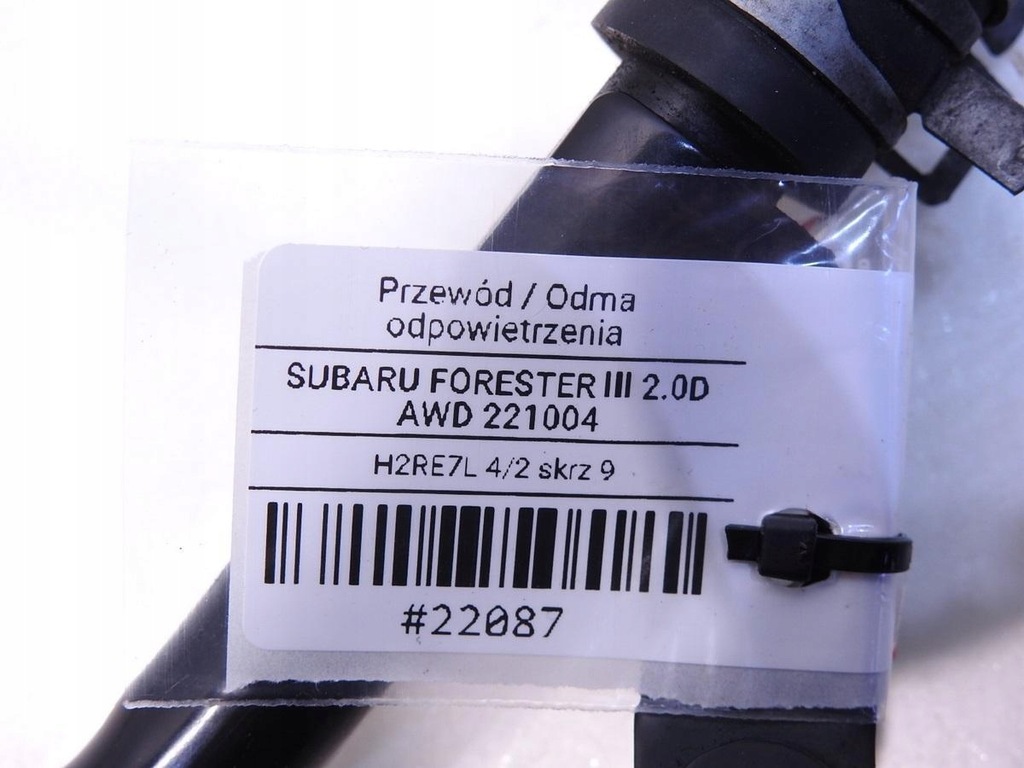 Przewód / Odma
odpowietrzenia
SUBARU FORESTER III 2.0D
AWD 221004
H2RE7L 4/2 skrz 9
#22087